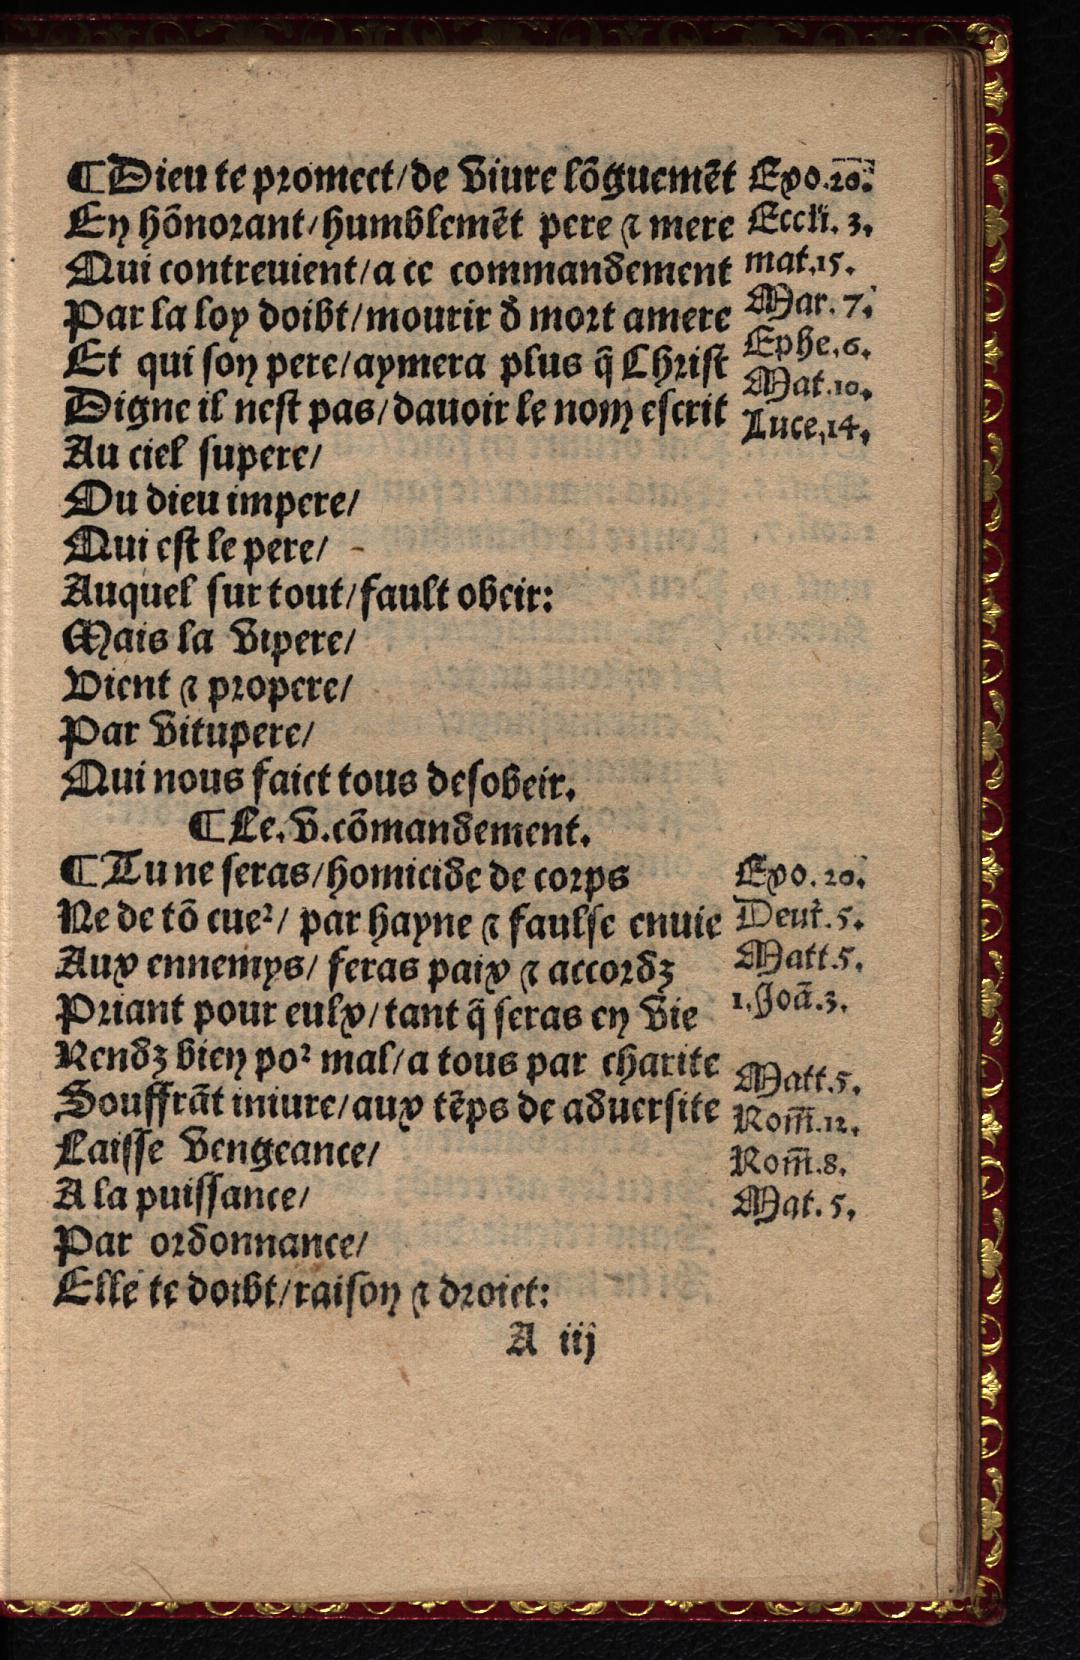 ¶ Dieu te promect/de viure lõguemẽt
En hõnorant/humblemẽt pere ⁊ mere
Qui contreuient/a ce commandement
Par la loy doibt/mourir đ mort amere
Et qui son pere/aymera plus q̃ Christ
Digne il nest pas/dauoir le nom escrit
Au ciel supere/
Ou dieu impere/
Qui est le pere/
Auquel sur tout/fault obeir:
Mais la vipere/
Vient ⁊ propere/
Par vitupere/
Qui nous faict tous desobeir.
Exo.20.
Eccli. 3.
mat.15.
Mar. 7.
Ephe.6.
Mat.10.
Luce.14.
¶ Le. v. cõmandement.
¶ Tu ne seras/homicide de corps
Ne de tõ cueꝛ/ par hayne ⁊ faulse enuie
Aux ennemys/ feras paix ⁊ accordz
Priant pour eulx/tant q̃ seras en vie
Rendz bien poꝛ mal/a tous par charite
Souffrãt iniure/aux tẽps de aduersite
Laisse vengeance/
A la puissance/
Par ordonnance/
Elle te doibt/raison ⁊ droict:
Exo. 20.
Deut̃. 5.
Matt.5.
1.Joã.3.
Matt.5.
Rom̃.12.
Rom̃.8.
Mat. 5.
A iij